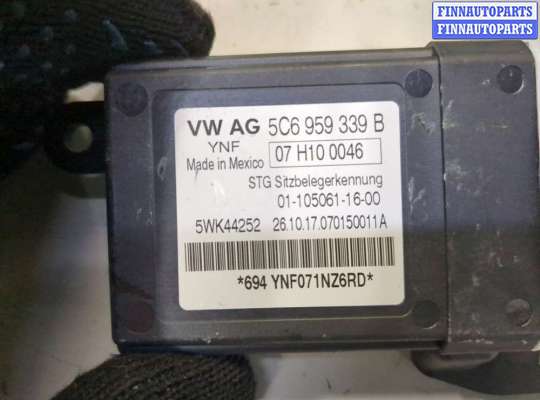 FINNAUTOPARTS
FINNAUTOPARTS
VW AG 5C6 959 339 B
YNF 07 H10 0046
Made in Mexico
STG Sitzbelegerkennung
01-105061-16-00
5WK44252 26.10.17.070150011A
*694 YNF071NZ6RD*